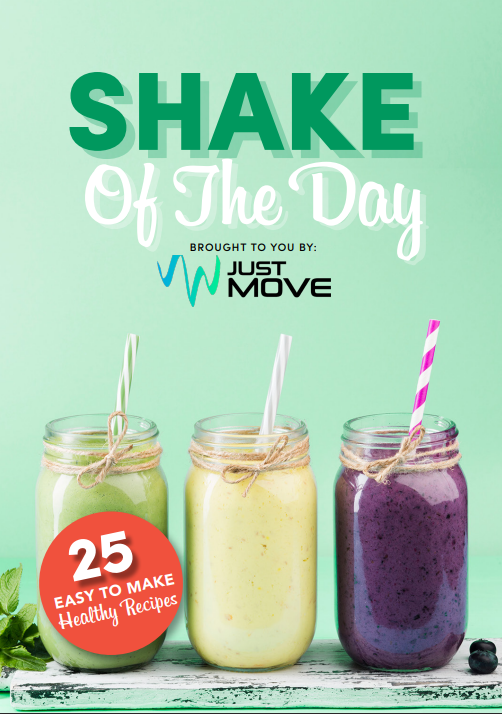 SHAKE
Of The Day
BROUGHT TO YOU BY:
JUST
MOVE
25
EASY TO MAKE
Healthy Recipes